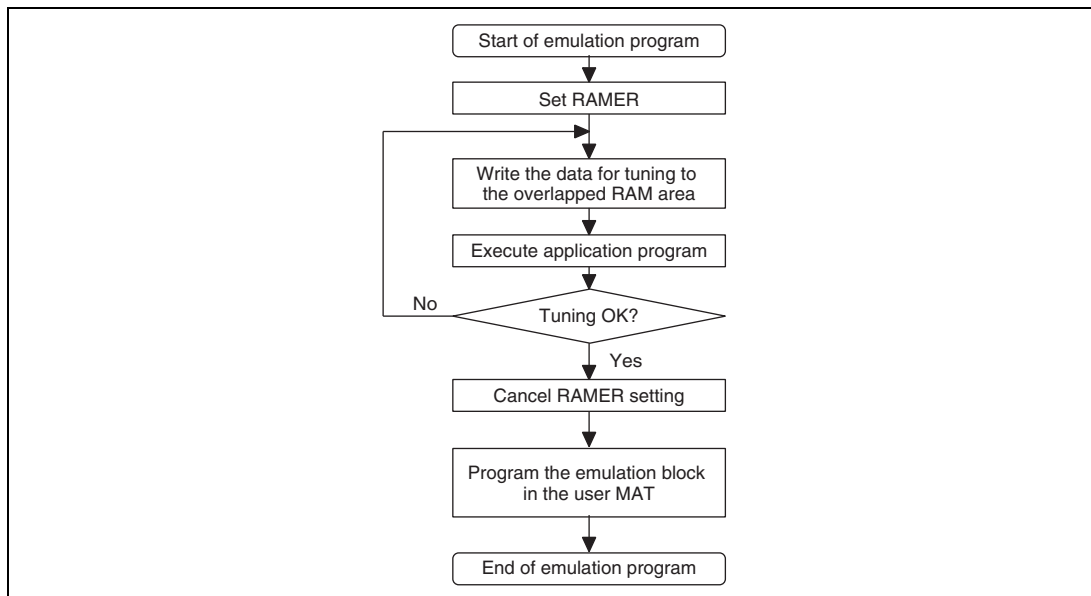 Start of emulation program
Set RAMER
Write the data for tuning to
the overlapped RAM area
Execute application program
No
Tuning OK?
Yes
Cancel RAMER setting
Program the emulation block
in the user MAT
End of emulation program